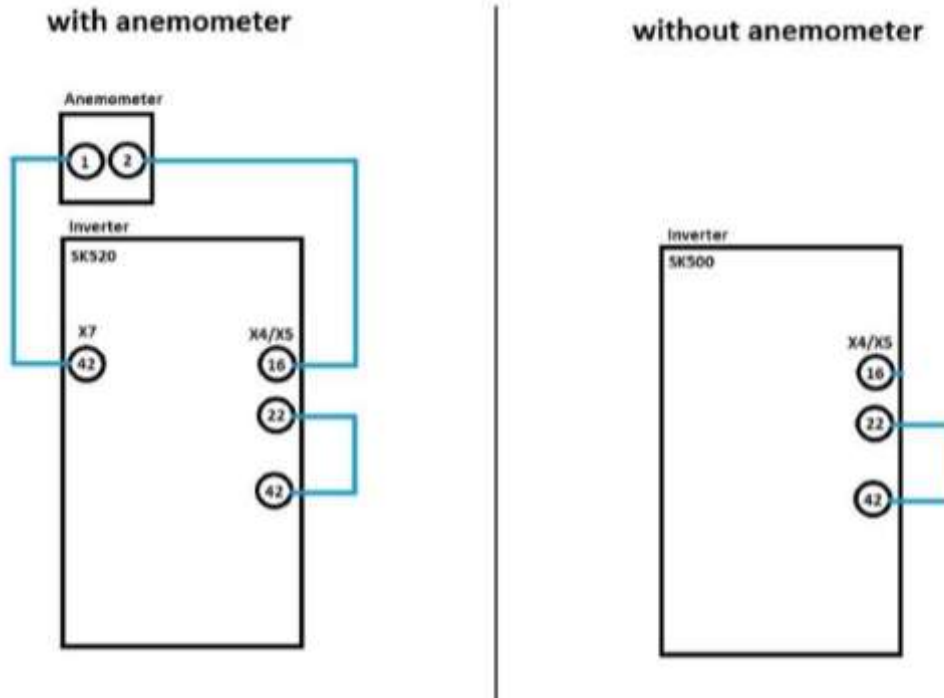 with anemometer
Anemometer
1 2
Inverter
SK520
X7
X4/X5
42
16
22
42
without anemometer
Inverter
SK500
X4/X5
16
22
42